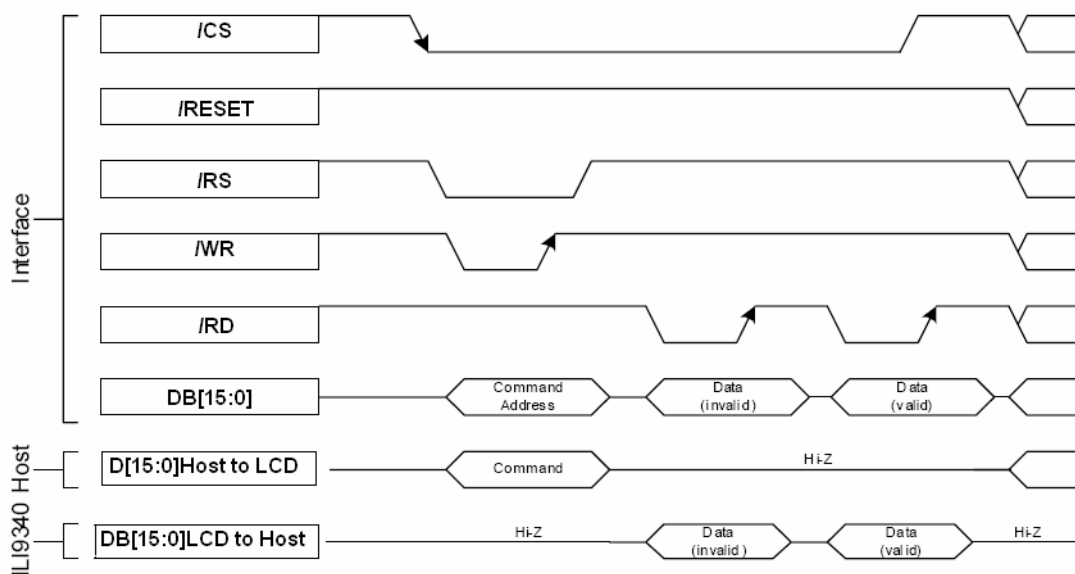 /CS
/RESET
/RS
/WR
/RD
DB[15:0]
Command
Address
Data
(invalid)
Data
(valid)
Interface
D[15:0]Host to LCD
Command
Hi-Z
Host
DB[15:0]LCD to Host
Hi-Z
Data
(invalid )
Data
(valid)
Hi-Z
ILI9340